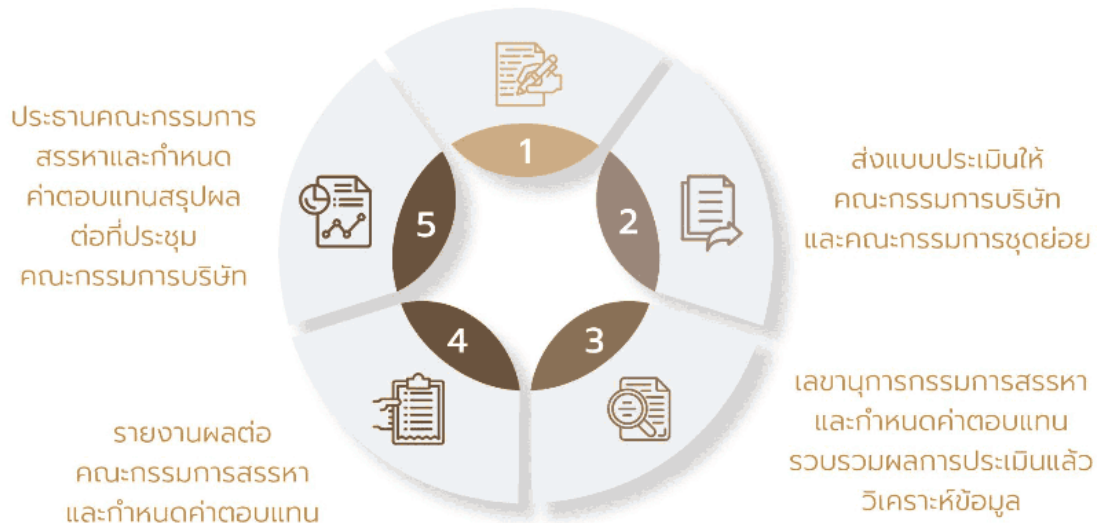 1
2
ส่งแบบประเมินให้
คณะกรรมการบริษัท
และคณะกรรมการชุดย่อย
3
เลขานุการกรรมการสรรหา
และกำหนดค่าตอบแทน
รวบรวมผลการประเมินแล้ว
วิเคราะห์ข้อมูล
4
รายงานผลต่อ
คณะกรรมการสรรหา
และกำหนดค่าตอบแทน
5
ประธานคณะกรรมการ
สรรหาและกำหนด
ค่าตอบแทนสรุปผล
ต่อที่ประชุม
คณะกรรมการบริษัท